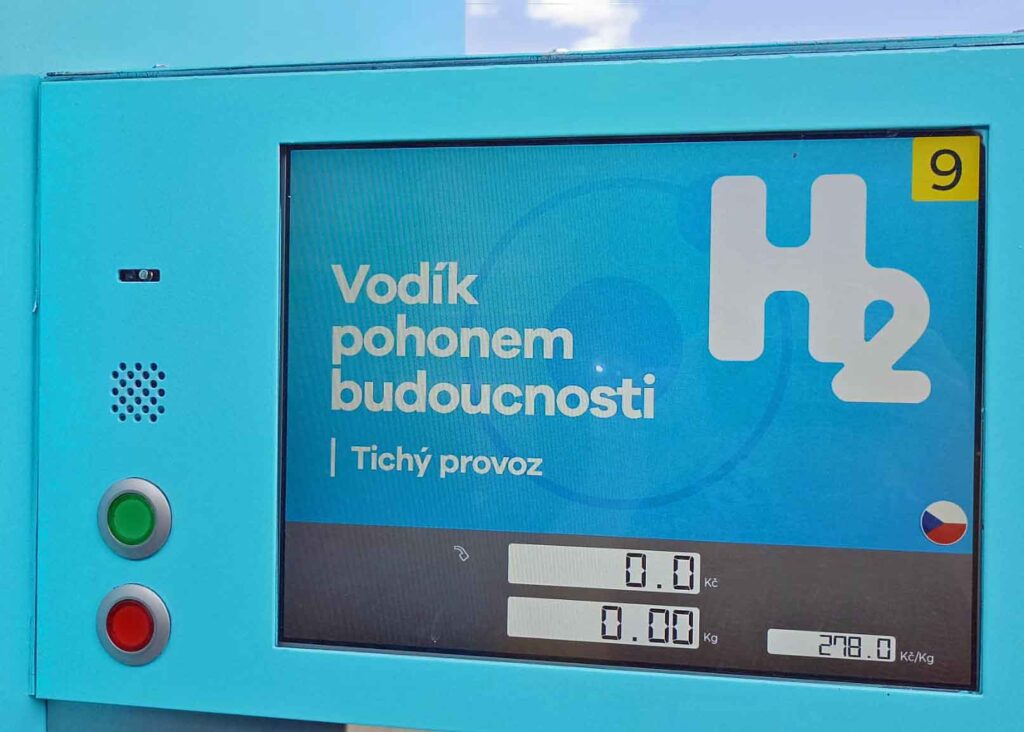 9
H2
Vodík
pohonem
budoucnosti
Tichý provoz
0.0 Kč
0.00 Kg
278.0 Kč/Kg